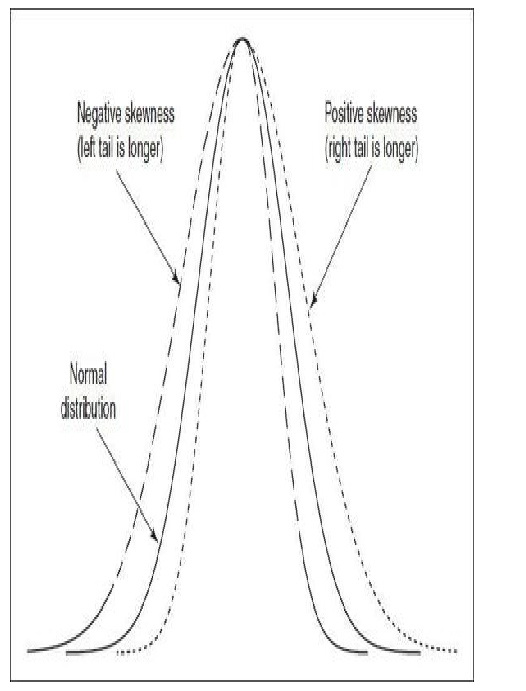 Negative skewness
(left tail is longer)
Positive skewness
(right tail is longer)
Normal
distribution